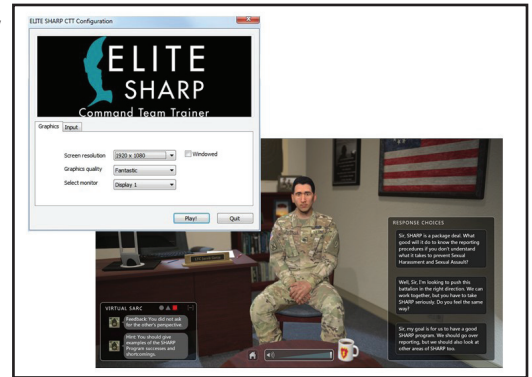 ELITE SHARP CTT Configuration
ELITE
SHARP
Command Team Trainer
Graphics Input
Screen resolution 1920 x 1080 Windowed
Graphics quality Fantastic
Select monitor Display 1
Play! Quit
RESPONSE CHOICES
Sir, SHARP is a package deal. What
good will it do to know the reporting
procedures if you don't understand
what it takes to prevent Sexual
Harassment and Sexual Assault?
Well, Sir, I'm looking to push this
battalion in the right direction. We can
work together, but you have to take
SHARP seriously. Do you feel the same
way?
Sir, my goal is for us to have a good
SHARP program. We should go over
reporting, but we should also look at
other areas of SHARP too.
VIRTUAL SARC
Feedback: You did not ask
for the other's perspective.
Hint: You should give
examples of the SHARP
Program successes and
shortcomings.